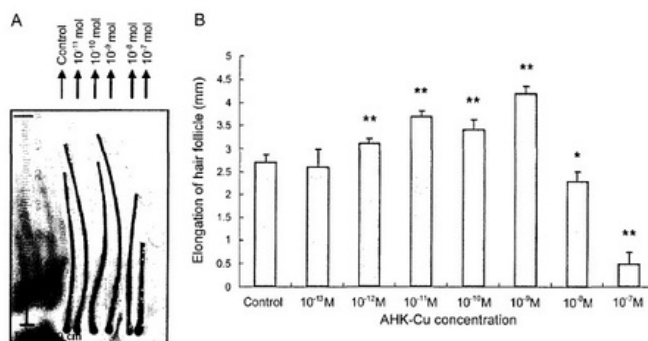 A
Control
10⁻¹¹ mol
10⁻¹⁰ mol
10⁻⁹ mol
10⁻⁸ mol
10⁻⁷ mol
cm
B
Elongation of hair follicle (mm)
5
4.5
4
3.5
3
2.5
2
1.5
1
0.5
0
**
**
**
**
*
**
Control
10⁻¹³M
10⁻¹²M
10⁻¹¹M
10⁻¹⁰M
10⁻⁹M
10⁻⁸M
10⁻⁷M
AHK-Cu concentration